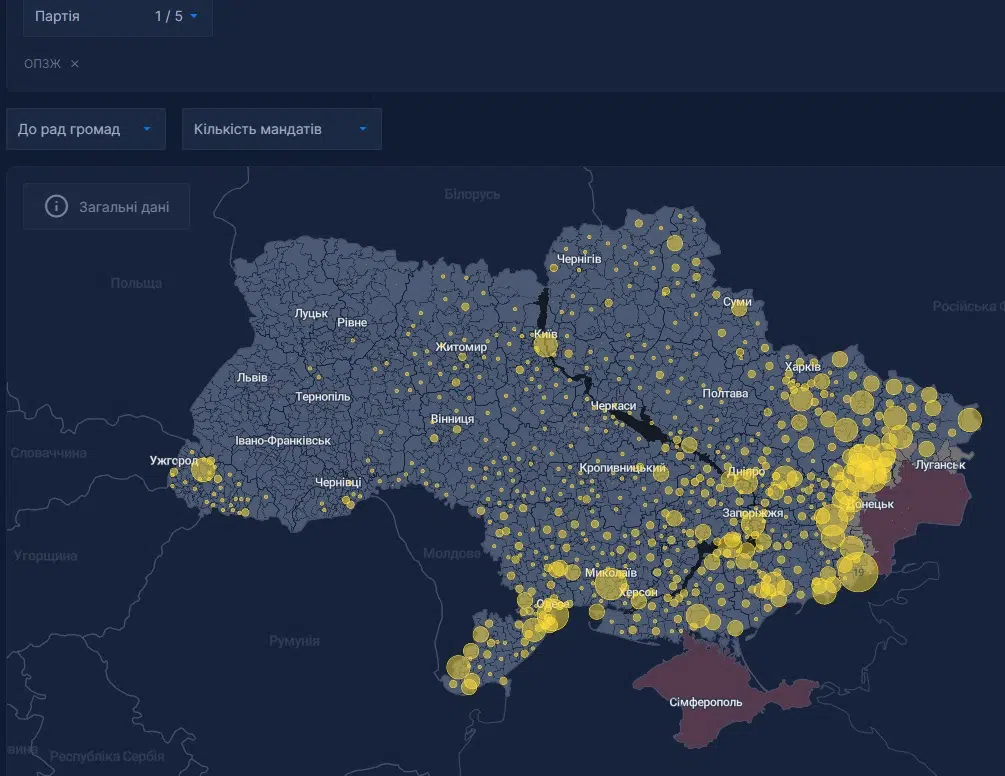 Партія 1 / 5
ОПЗЖ ×
До рад громад
Кількість мандатів
Загальні дані
Білорусь
Чернігів
Польща
Суми
Російська
Луцьк
Рівне
Київ
Житомир
Харків
Львів
Тернопіль
Полтава
Черкаси
Вінниця
Івано-Франківськ
Словаччина
Ужгород
Кропивницький
Дніпро
Луганськ
Чернівці
Донецьк
Запоріжжя
Угорщина
Молдова
Миколаїв
19
Херсон
Одеса
Румунія
Сімферополь
Республіка Сербія